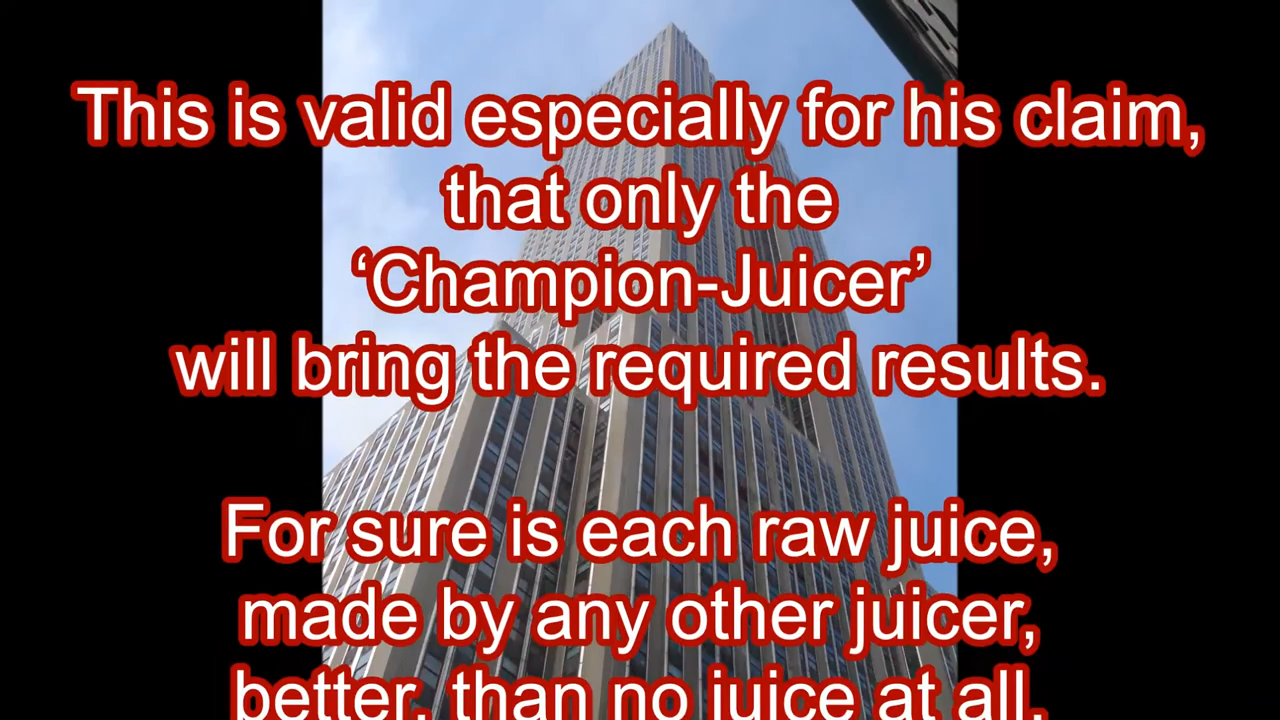 This is valid especially for his claim,
that only the
‘Champion-Juicer’
will bring the required results.
For sure is each raw juice,
made by any other juicer,
better, than no juice at all.